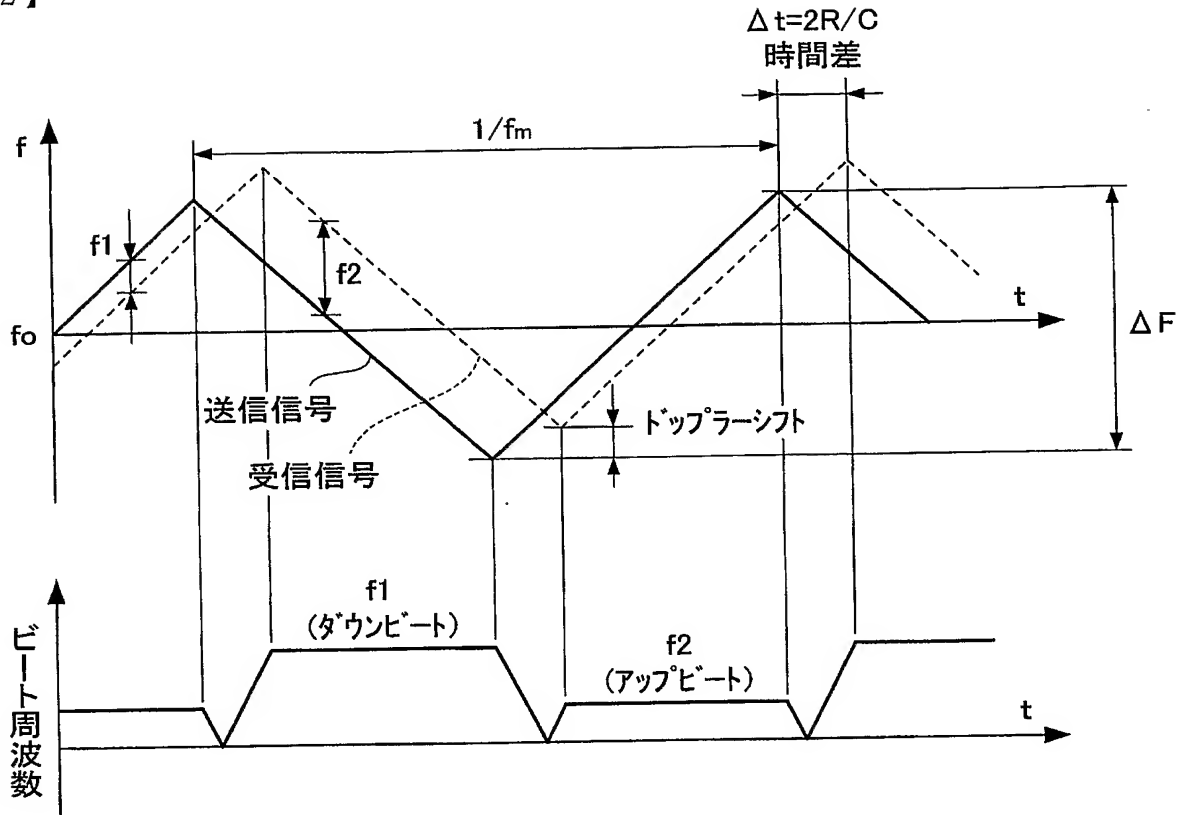 2】
Δt=2R/C
時間差
1/fm
f
f1
f2
t
fo
ΔF
送信信号
ドップラーシフト
受信信号
f1
(ダウンビート)
f2
(アップビート)
t
ビート周波数